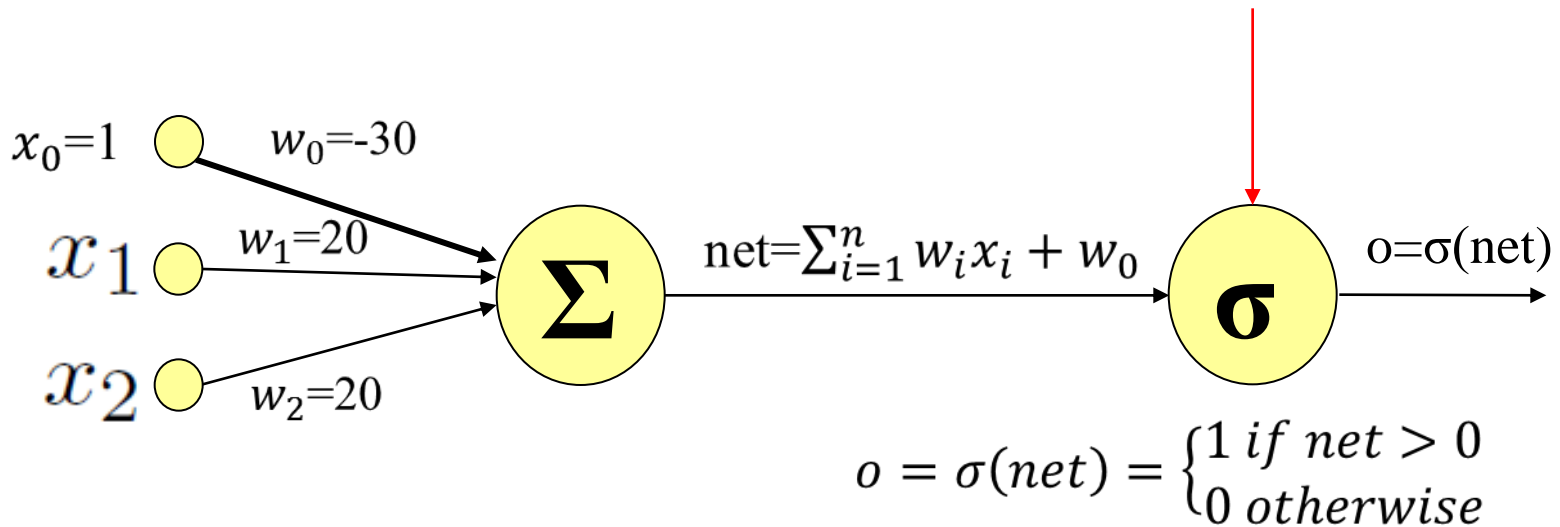 x₀=1
w₀=-30
x₁
w₁=20
x₂
w₂=20
Σ
net=∑ⁿᵢ₌₁ wᵢxᵢ + w₀
σ
o=σ(net)
o = σ(net) = {1 if net > 0
0 otherwise